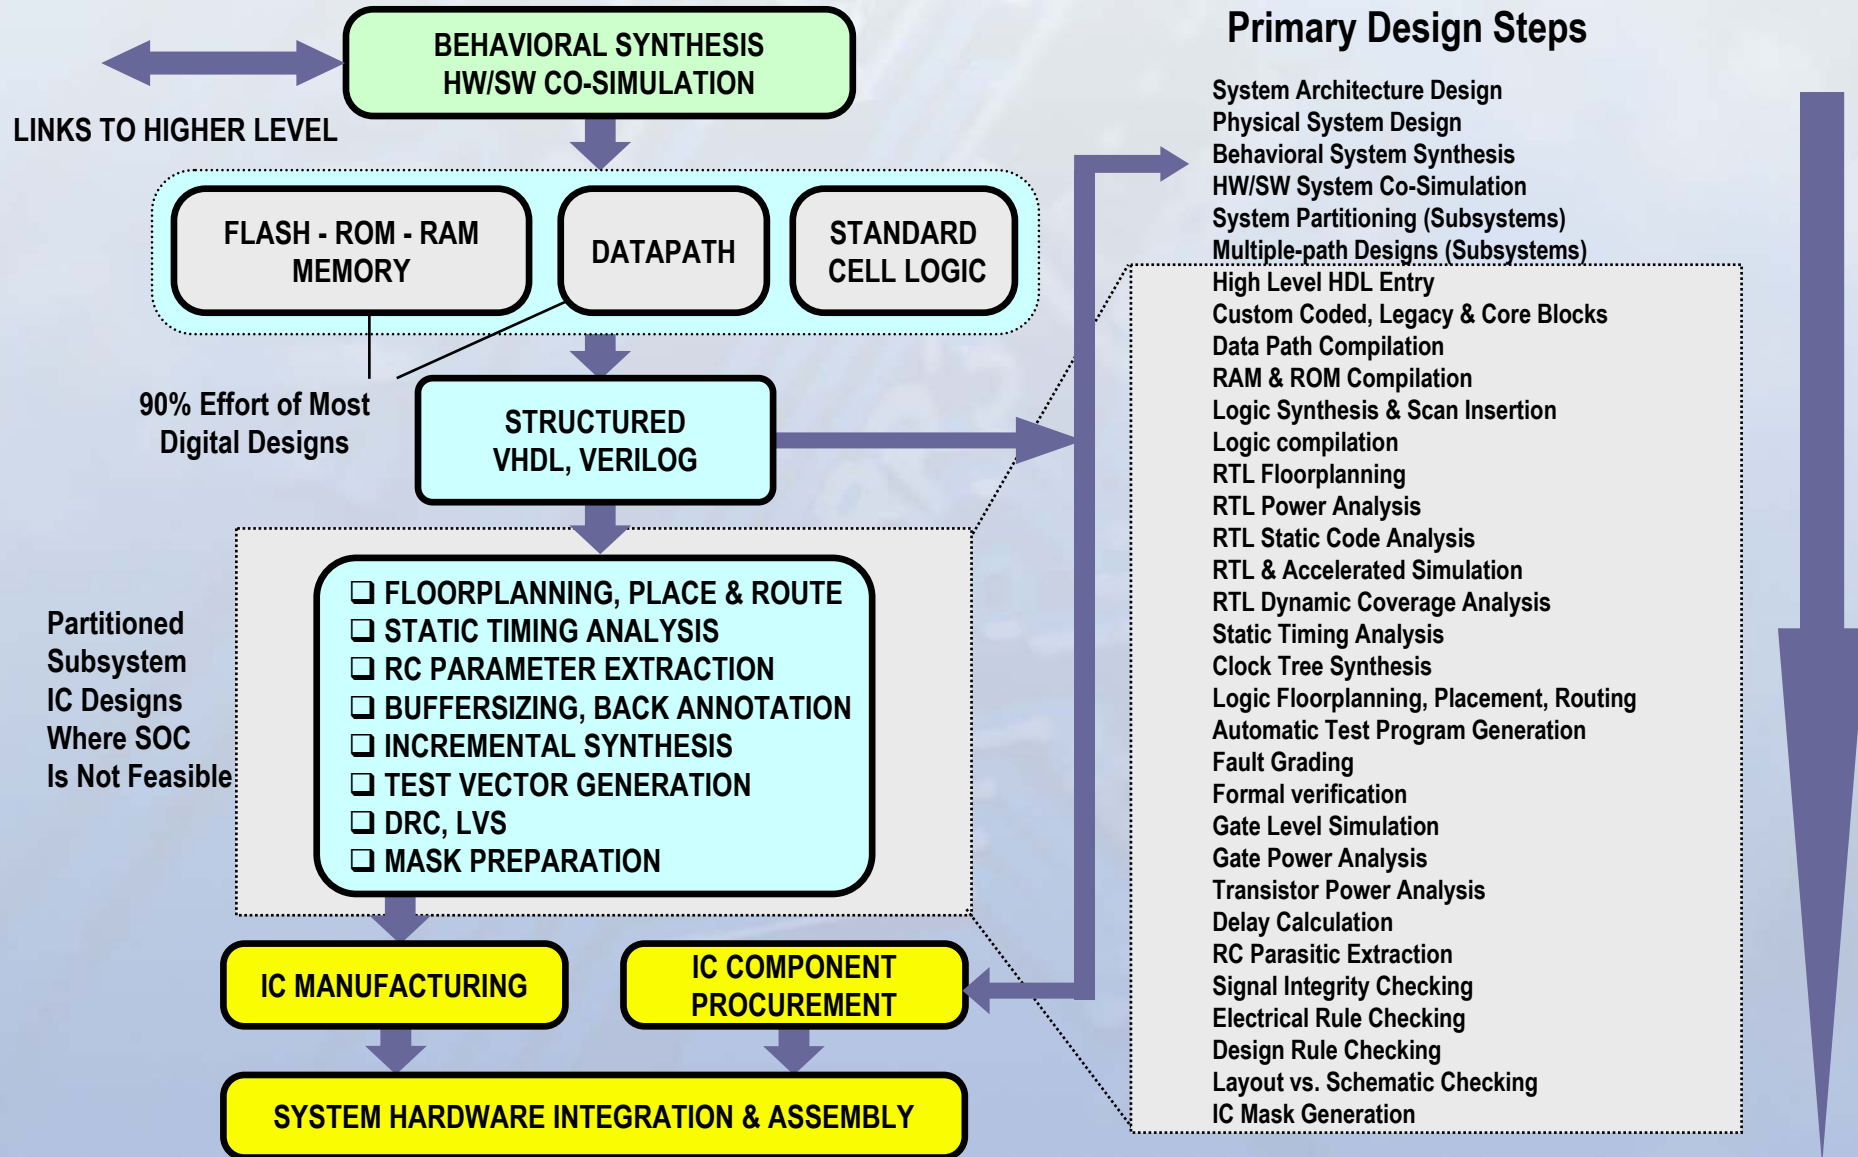 BEHAVIORAL SYNTHESIS
HW/SW CO-SIMULATION
LINKS TO HIGHER LEVEL
FLASH - ROM - RAM
MEMORY
DATAPATH
STANDARD
CELL LOGIC
90% Effort of Most
Digital Designs
STRUCTURED
VHDL, VERILOG
Partitioned
Subsystem
IC Designs
Where SOC
Is Not Feasible
❑ FLOORPLANNING, PLACE & ROUTE
❑ STATIC TIMING ANALYSIS
❑ RC PARAMETER EXTRACTION
❑ BUFFERSIZING, BACK ANNOTATION
❑ INCREMENTAL SYNTHESIS
❑ TEST VECTOR GENERATION
❑ DRC, LVS
❑ MASK PREPARATION
IC MANUFACTURING
IC COMPONENT
PROCUREMENT
SYSTEM HARDWARE INTEGRATION & ASSEMBLY
Primary Design Steps
System Architecture Design
Physical System Design
Behavioral System Synthesis
HW/SW System Co-Simulation
System Partitioning (Subsystems)
Multiple-path Designs (Subsystems)
High Level HDL Entry
Custom Coded, Legacy & Core Blocks
Data Path Compilation
RAM & ROM Compilation
Logic Synthesis & Scan Insertion
Logic compilation
RTL Floorplanning
RTL Power Analysis
RTL Static Code Analysis
RTL & Accelerated Simulation
RTL Dynamic Coverage Analysis
Static Timing Analysis
Clock Tree Synthesis
Logic Floorplanning, Placement, Routing
Automatic Test Program Generation
Fault Grading
Formal verification
Gate Level Simulation
Gate Power Analysis
Transistor Power Analysis
Delay Calculation
RC Parasitic Extraction
Signal Integrity Checking
Electrical Rule Checking
Design Rule Checking
Layout vs. Schematic Checking
IC Mask Generation